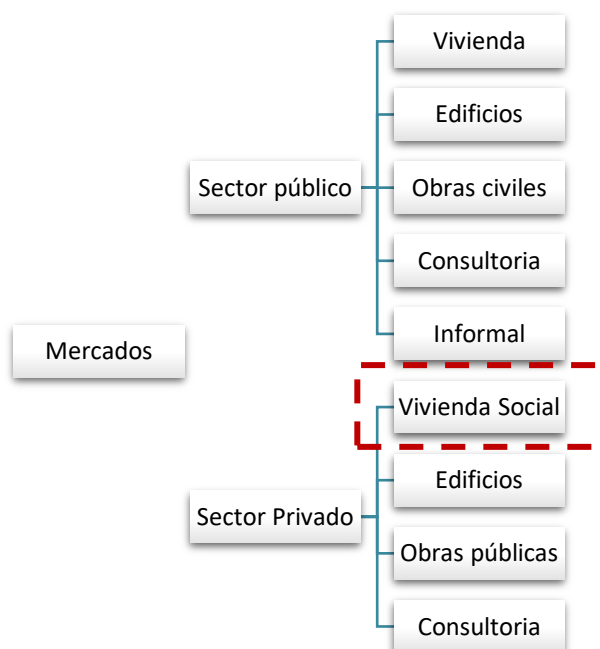 Mercados
Sector público
Vivienda
Edificios
Obras civiles
Consultoria
Informal
Sector Privado
Vivienda Social
Edificios
Obras públicas
Consultoria